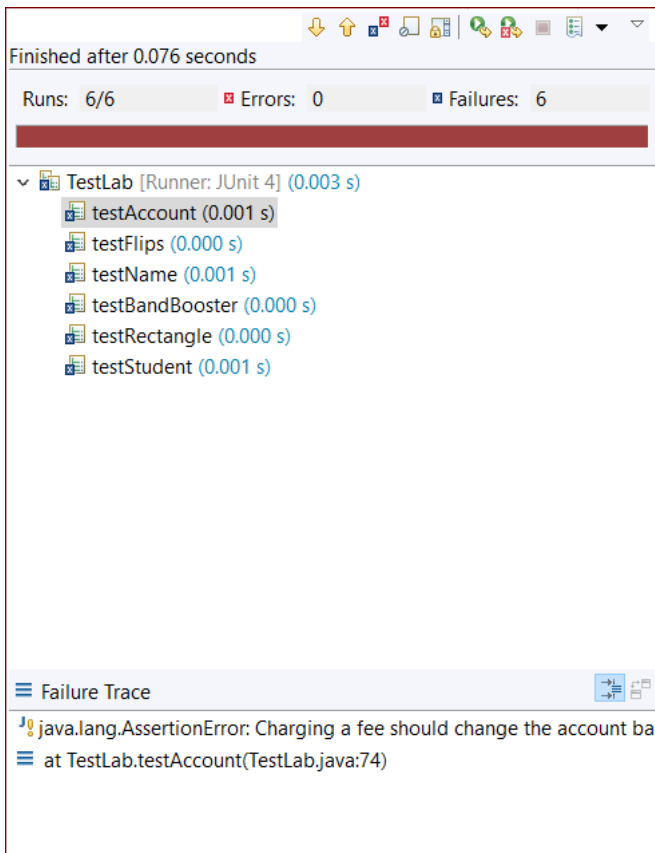 Finished after 0.076 seconds
Runs: 6/6 Errors: 0 Failures: 6
TestLab [Runner: JUnit 4] (0.003 s)
testAccount (0.001 s)
testFlips (0.000 s)
testName (0.001 s)
testBandBooster (0.000 s)
testRectangle (0.000 s)
testStudent (0.001 s)
Failure Trace
java.lang.AssertionError: Charging a fee should change the account ba
at TestLab.testAccount(TestLab.java:74)